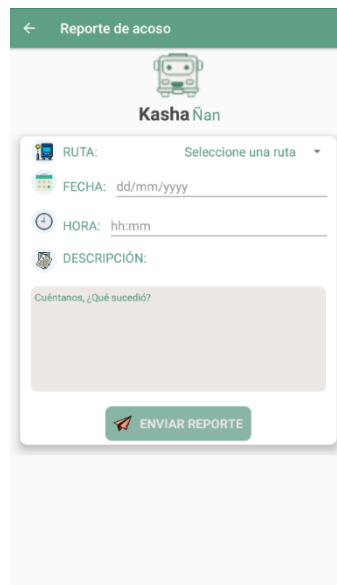 Reporte de acoso
Kasha Ñan
RUTA: Seleccione una ruta
FECHA: dd/mm/yyyy
HORA: hh:mm
DESCRIPCIÓN:
Cuéntanos, ¿Qué sucedió?
ENVIAR REPORTE